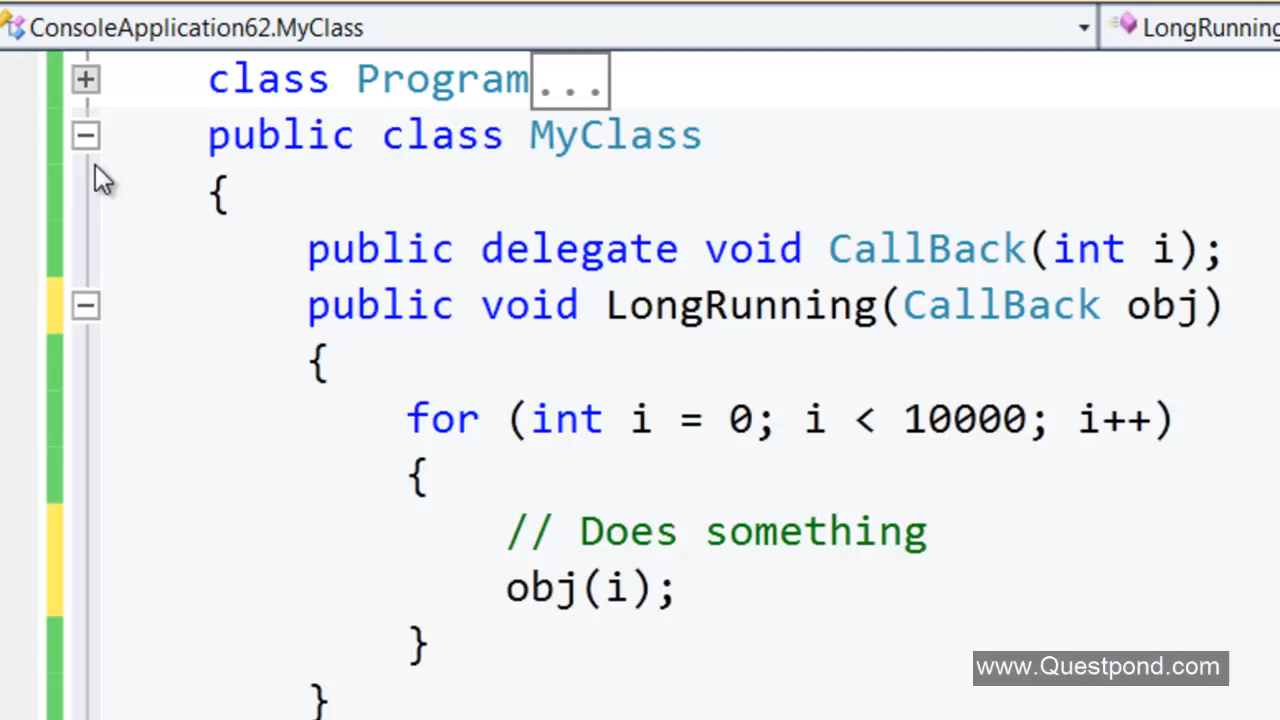 ConsoleApplication62.MyClass LongRunning
class Program...
public class MyClass
{
public delegate void CallBack(int i);
public void LongRunning(CallBack obj)
{
for (int i = 0; i < 10000; i++)
{
// Does something
obj(i);
}
}
www.Questpond.com